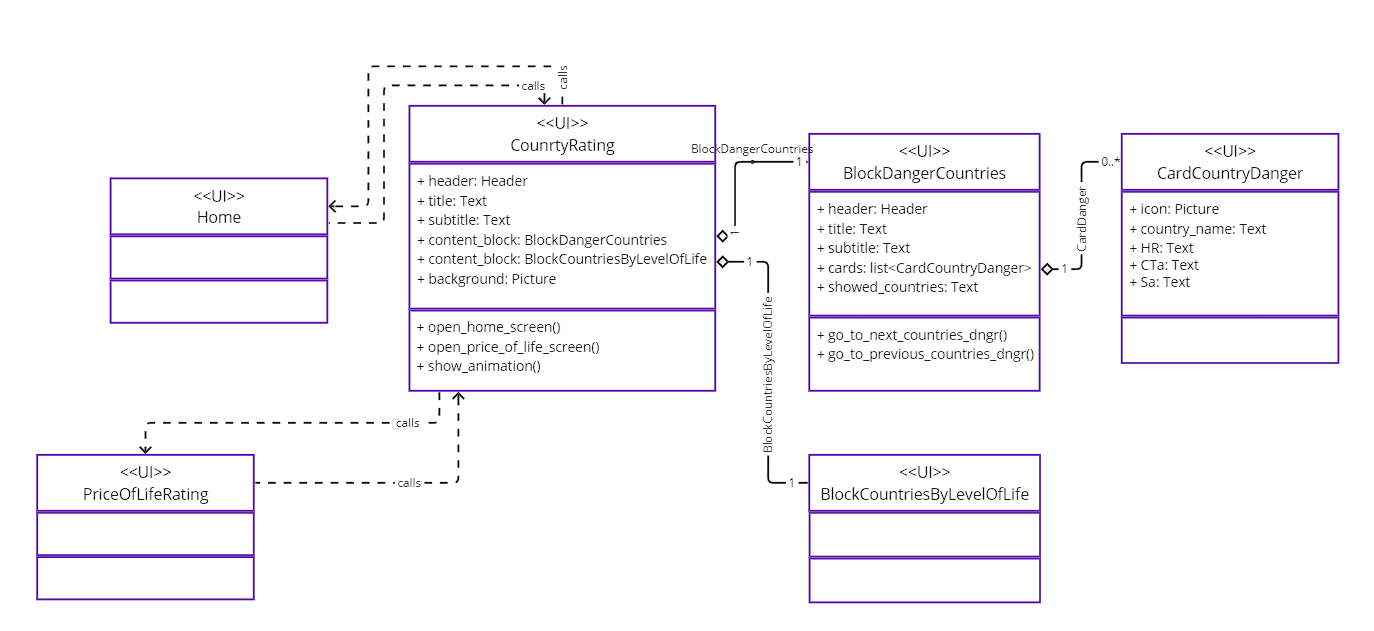 calls
calls
<<UI>>
CounrtyRating
+ header: Header
+ title: Text
+ subtitle: Text
+ content_block: BlockDangerCountries
+ content_block: BlockCountriesByLevelOfLife
+ background: Picture
+ open_home_screen()
+ open_price_of_life_screen()
+ show_animation()
<<UI>>
Home
BlockDangerCountries
1
1
<<UI>>
BlockDangerCountries
+ header: Header
+ title: Text
+ subtitle: Text
+ cards: list<CardCountryDanger>
+ showed_countries: Text
+ go_to_next_countries_dngr()
+ go_to_previous_countries_dngr()
CardDanger
0..*
1
<<UI>>
CardCountryDanger
+ icon: Picture
+ country_name: Text
+ HR: Text
+ CTa: Text
+ Sa: Text
1
BlockCountriesByLevelOfLife
1
calls
calls
<<UI>>
PriceOfLifeRating
<<UI>>
BlockCountriesByLevelOfLife